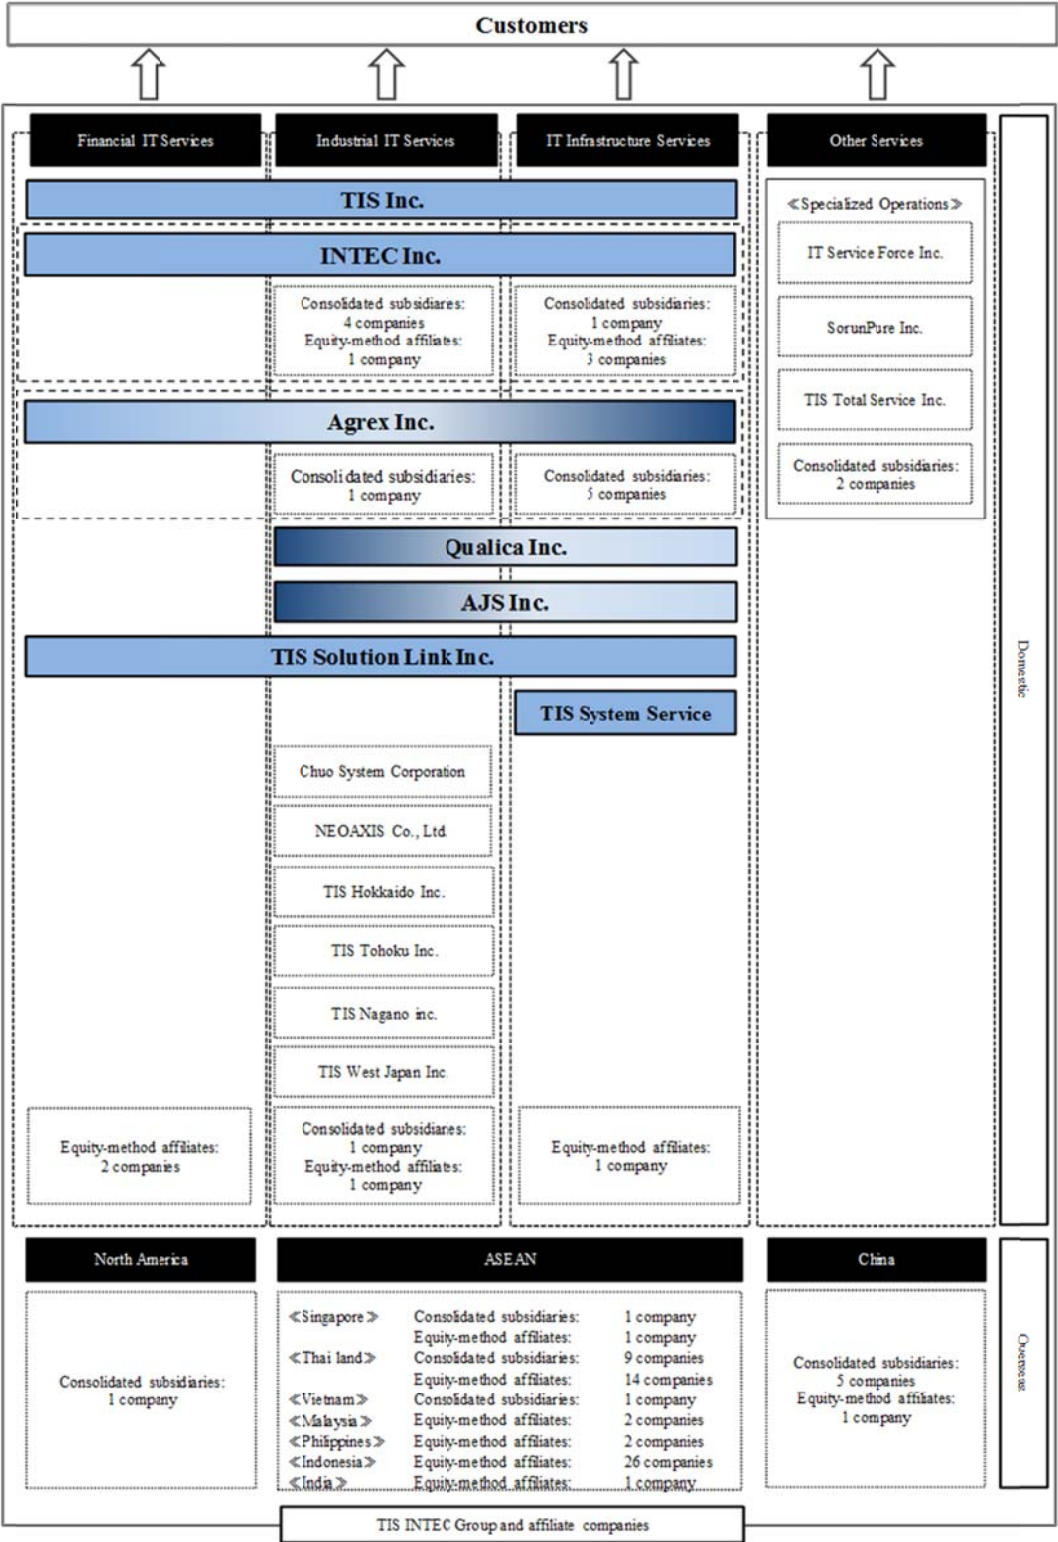 Customers
Financial IT Services
Industrial IT Services
IT Infrastructure Services
Other Services
TIS Inc.
INTEC Inc.
Consolidated subsidiares:
4 companies
Equity-method affiliates:
1 company
Consolidated subsidiaries:
1 company
Equity-method affiliates:
3 companies
Agrex Inc.
Consolidated subsidiaries:
1 company
Consolidated subsidiaries:
5 companies
Qualica Inc.
AJS Inc.
TIS Solution Link Inc.
TIS System Service
≪Specialized Operations≫
IT Service Force Inc.
SorunPure Inc.
TIS Total Service Inc.
Consolidated subsidiaries:
2 companies
Chuo System Corporation
NEOAXIS Co., Ltd
TIS Hokkaido Inc.
TIS Tohoku Inc.
TIS Nagano inc.
TIS West Japan Inc
Equity-method affiliates:
2 companies
Consolidated subsidiares:
1 company
Equity-method affiliates:
1 company
Equity-method affiliates:
1 company
Domestic
North America
ASEAN
China
Consolidated subsidiaries:
1 company
≪Singapore≫ Consolidated subsidiaries: 1 company
Equity-method affiliates: 1 company
≪Thai land≫ Consolidated subsidiaries: 9 companies
Equity-method affiliates: 14 companies
≪Vietnam≫ Consolidated subsidiaries: 1 company
≪Malaysia≫ Equity-method affiliates: 2 companies
≪Philippines≫ Equity-method affiliates: 2 companies
≪Indonesia≫ Equity-method affiliates: 26 companies
≪India≫ Equity-method affiliates: 1 company
Consolidated subsidiaries:
5 companies
Equity-method affiliates:
1 company
Overseas
TIS INTEC Group and affiliate companies